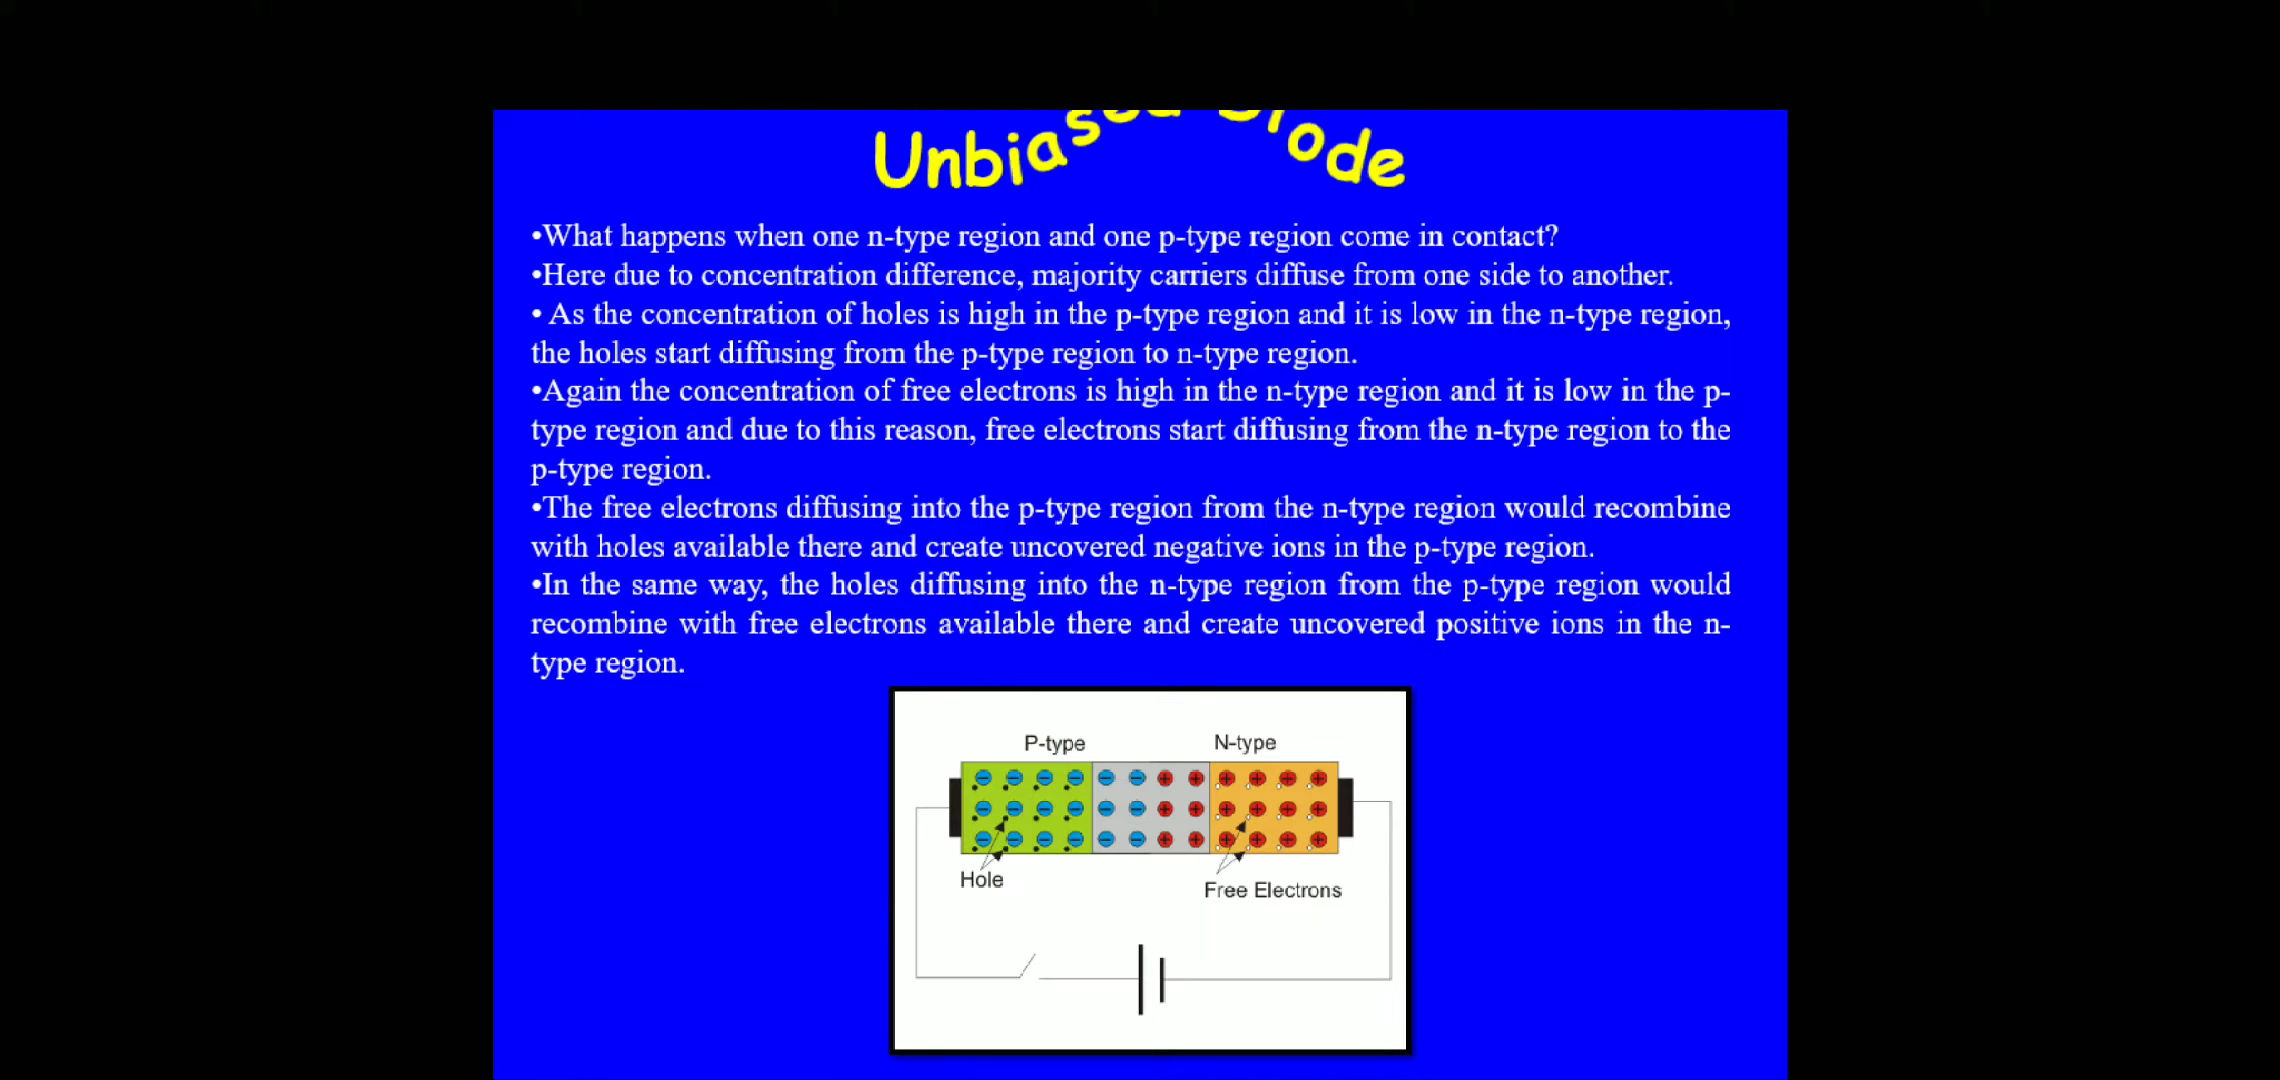 Unbiased Diode
•What happens when one n-type region and one p-type region come in contact?
•Here due to concentration difference, majority carriers diffuse from one side to another.
• As the concentration of holes is high in the p-type region and it is low in the n-type region,
the holes start diffusing from the p-type region to n-type region.
•Again the concentration of free electrons is high in the n-type region and it is low in the p-
type region and due to this reason, free electrons start diffusing from the n-type region to the
p-type region.
•The free electrons diffusing into the p-type region from the n-type region would recombine
with holes available there and create uncovered negative ions in the p-type region.
•In the same way, the holes diffusing into the n-type region from the p-type region would
recombine with free electrons available there and create uncovered positive ions in the n-
type region.
P-type N-type
Hole
Free Electrons